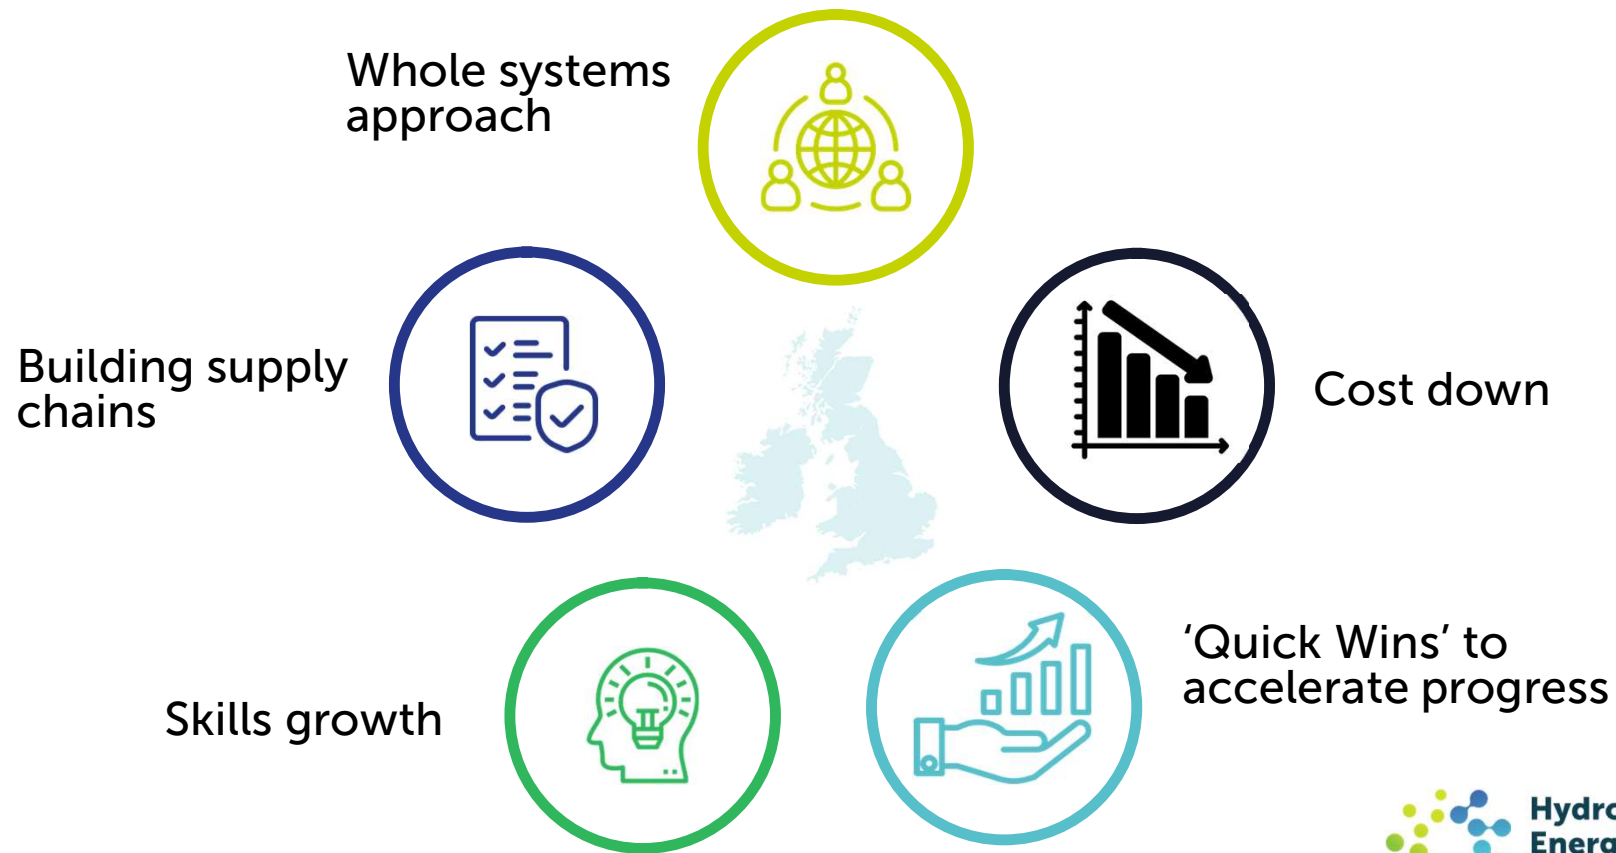 Whole systems
approach
Building supply
chains
Cost down
Skills growth
‘Quick Wins’ to
accelerate progress